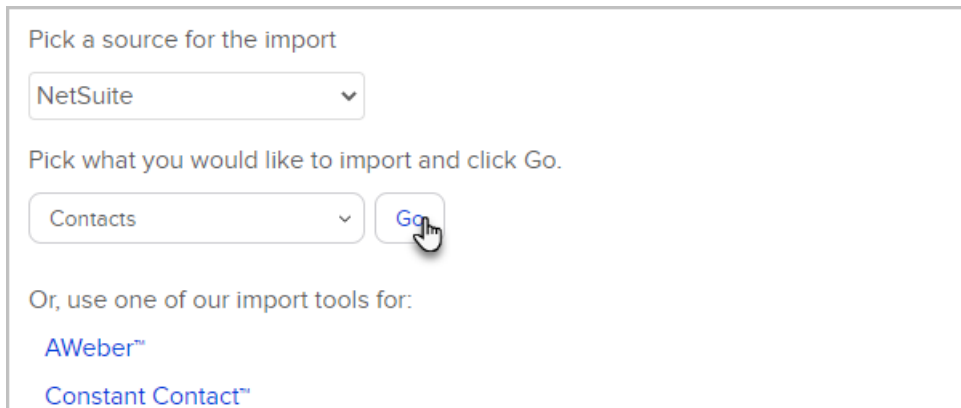 Pick a source for the import
NetSuite
Pick what you would like to import and click Go.
Contacts Go
Or, use one of our import tools for:
AWeber™
Constant Contact™